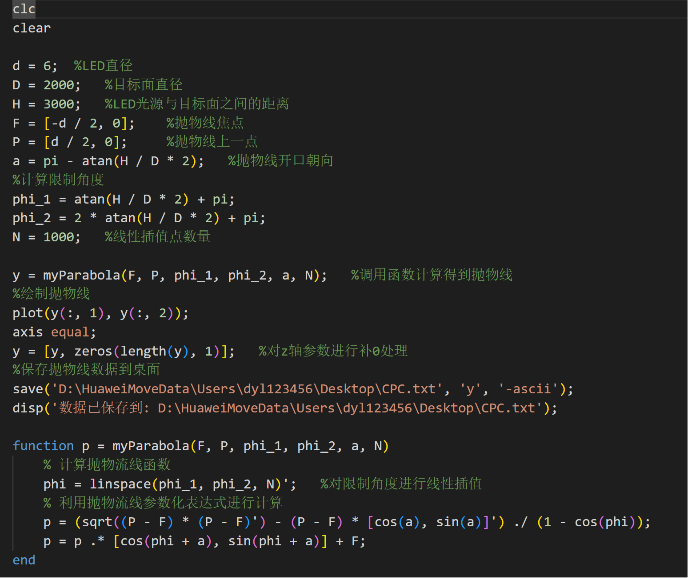 clc
clear
d = 6;  %LED直径
D = 2000;   %目标面直径
H = 3000;   %LED光源与目标面之间的距离
F = [-d / 2, 0];    %抛物线焦点
P = [d / 2, 0];     %抛物线上一点
a = pi - atan(H / D * 2);   %抛物线开口朝向
%计算限制角度
phi_1 = atan(H / D * 2) + pi;
phi_2 = 2 * atan(H / D * 2) + pi;
N = 1000;   %线性插值点数量
y = myParabola(F, P, phi_1, phi_2, a, N);   %调用函数计算得到抛物线
%绘制抛物线
plot(y(:, 1), y(:, 2));
axis equal;
y = [y, zeros(length(y), 1)];   %对z轴参数进行补0处理
%保存抛物线数据到桌面
save('D:\HuaweiMoveData\Users\dyl123456\Desktop\CPC.txt', 'y', '-ascii');
disp('数据已保存到: D:\HuaweiMoveData\Users\dyl123456\Desktop\CPC.txt');
function p = myParabola(F, P, phi_1, phi_2, a, N)
    % 计算抛物流线函数
    phi = linspace(phi_1, phi_2, N)';   %对限制角度进行线性插值
    % 利用抛物流线参数化表达式进行计算
    p = (sqrt((P - F) * (P - F)') - (P - F) * [cos(a), sin(a)]') ./ (1 - cos(phi));
    p = p .* [cos(phi + a), sin(phi + a)] + F;
end